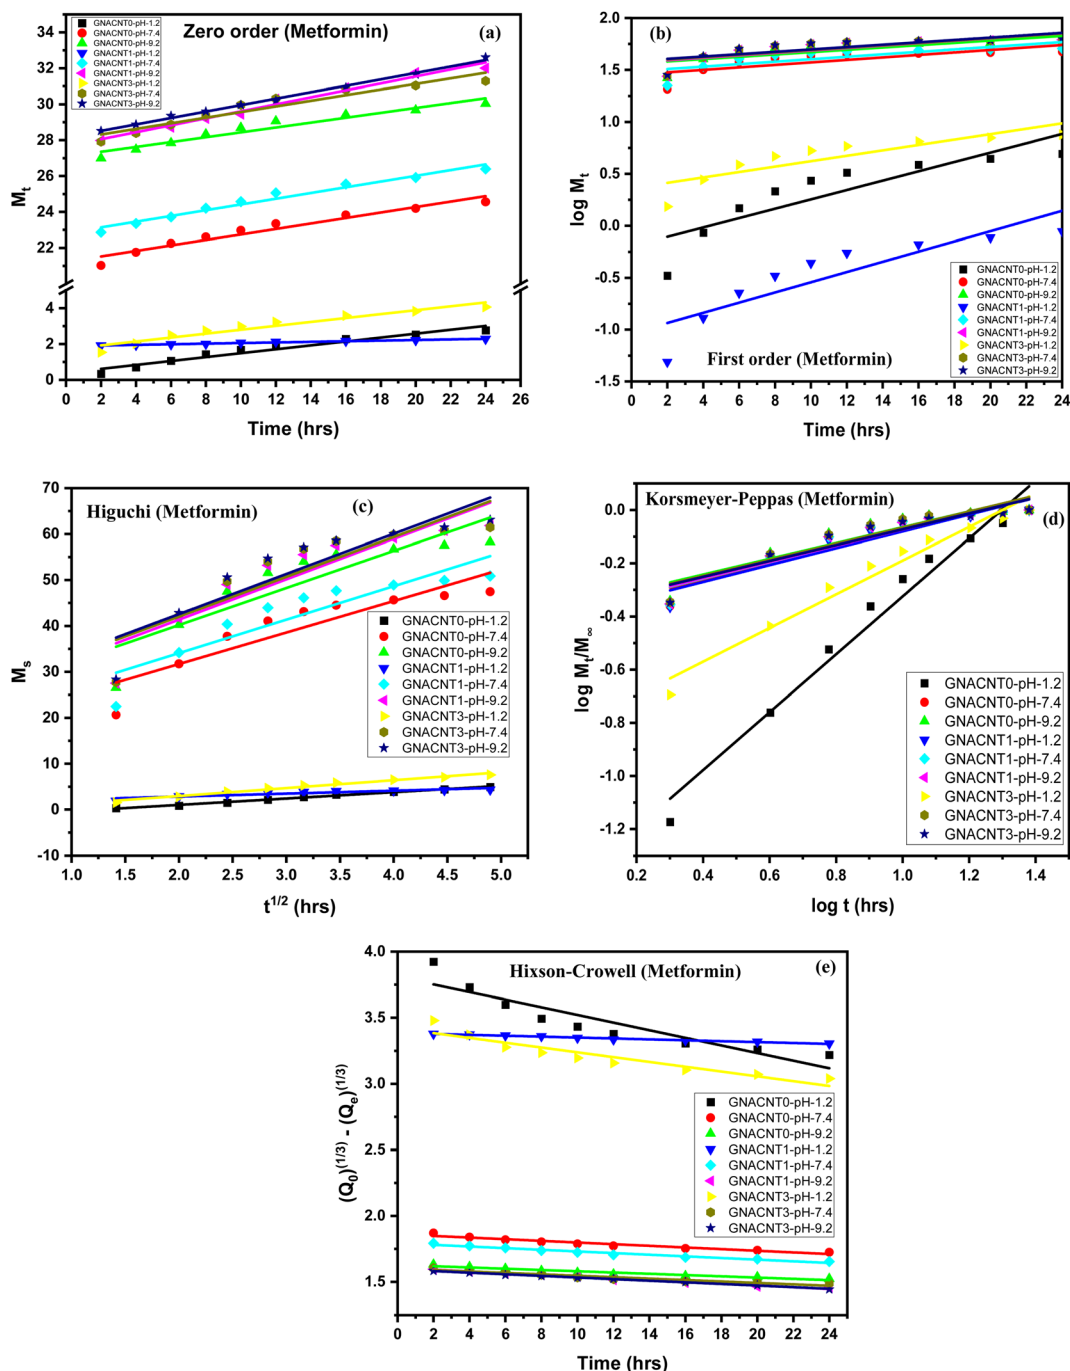 Zero order (Metformin)
(a)
GNACNT0-pH-1.2
GNACNT0-pH-7.4
GNACNT0-pH-9.2
GNACNT1-pH-1.2
GNACNT1-pH-7.4
GNACNT1-pH-9.2
GNACNT3-pH-1.2
GNACNT3-pH-7.4
GNACNT3-pH-9.2
34
32
30
28
26
24
22
4
2
0
M_t
0 2 4 6 8 10 12 14 16 18 20 22 24 26
Time (hrs)
(b)
2.0
1.5
1.0
0.5
0.0
-0.5
-1.0
-1.5
log M_t
GNACNT0-pH-1.2
GNACNT0-pH-7.4
GNACNT0-pH-9.2
GNACNT1-pH-1.2
GNACNT1-pH-7.4
GNACNT1-pH-9.2
GNACNT3-pH-1.2
GNACNT3-pH-7.4
GNACNT3-pH-9.2
First order (Metformin)
0 2 4 6 8 10 12 14 16 18 20 22 24
Time (hrs)
Higuchi (Metformin)
(c)
70
60
50
40
30
20
10
0
-10
M_s
GNACNT0-pH-1.2
GNACNT0-pH-7.4
GNACNT0-pH-9.2
GNACNT1-pH-1.2
GNACNT1-pH-7.4
GNACNT1-pH-9.2
GNACNT3-pH-1.2
GNACNT3-pH-7.4
GNACNT3-pH-9.2
1.0 1.5 2.0 2.5 3.0 3.5 4.0 4.5 5.0
t^1/2 (hrs)
Korsmeyer-Peppas (Metformin)
(d)
0.0
-0.2
-0.4
-0.6
-0.8
-1.0
-1.2
log M_t/M_∞
GNACNT0-pH-1.2
GNACNT0-pH-7.4
GNACNT0-pH-9.2
GNACNT1-pH-1.2
GNACNT1-pH-7.4
GNACNT1-pH-9.2
GNACNT3-pH-1.2
GNACNT3-pH-7.4
GNACNT3-pH-9.2
0.2 0.4 0.6 0.8 1.0 1.2 1.4
log t (hrs)
Hixson-Crowell (Metformin)
(e)
4.0
3.5
3.0
2.5
2.0
1.5
(Q_0)^(1/3) - (Q_e)^(1/3)
GNACNT0-pH-1.2
GNACNT0-pH-7.4
GNACNT0-pH-9.2
GNACNT1-pH-1.2
GNACNT1-pH-7.4
GNACNT1-pH-9.2
GNACNT3-pH-1.2
GNACNT3-pH-7.4
GNACNT3-pH-9.2
0 2 4 6 8 10 12 14 16 18 20 22 24
Time (hrs)